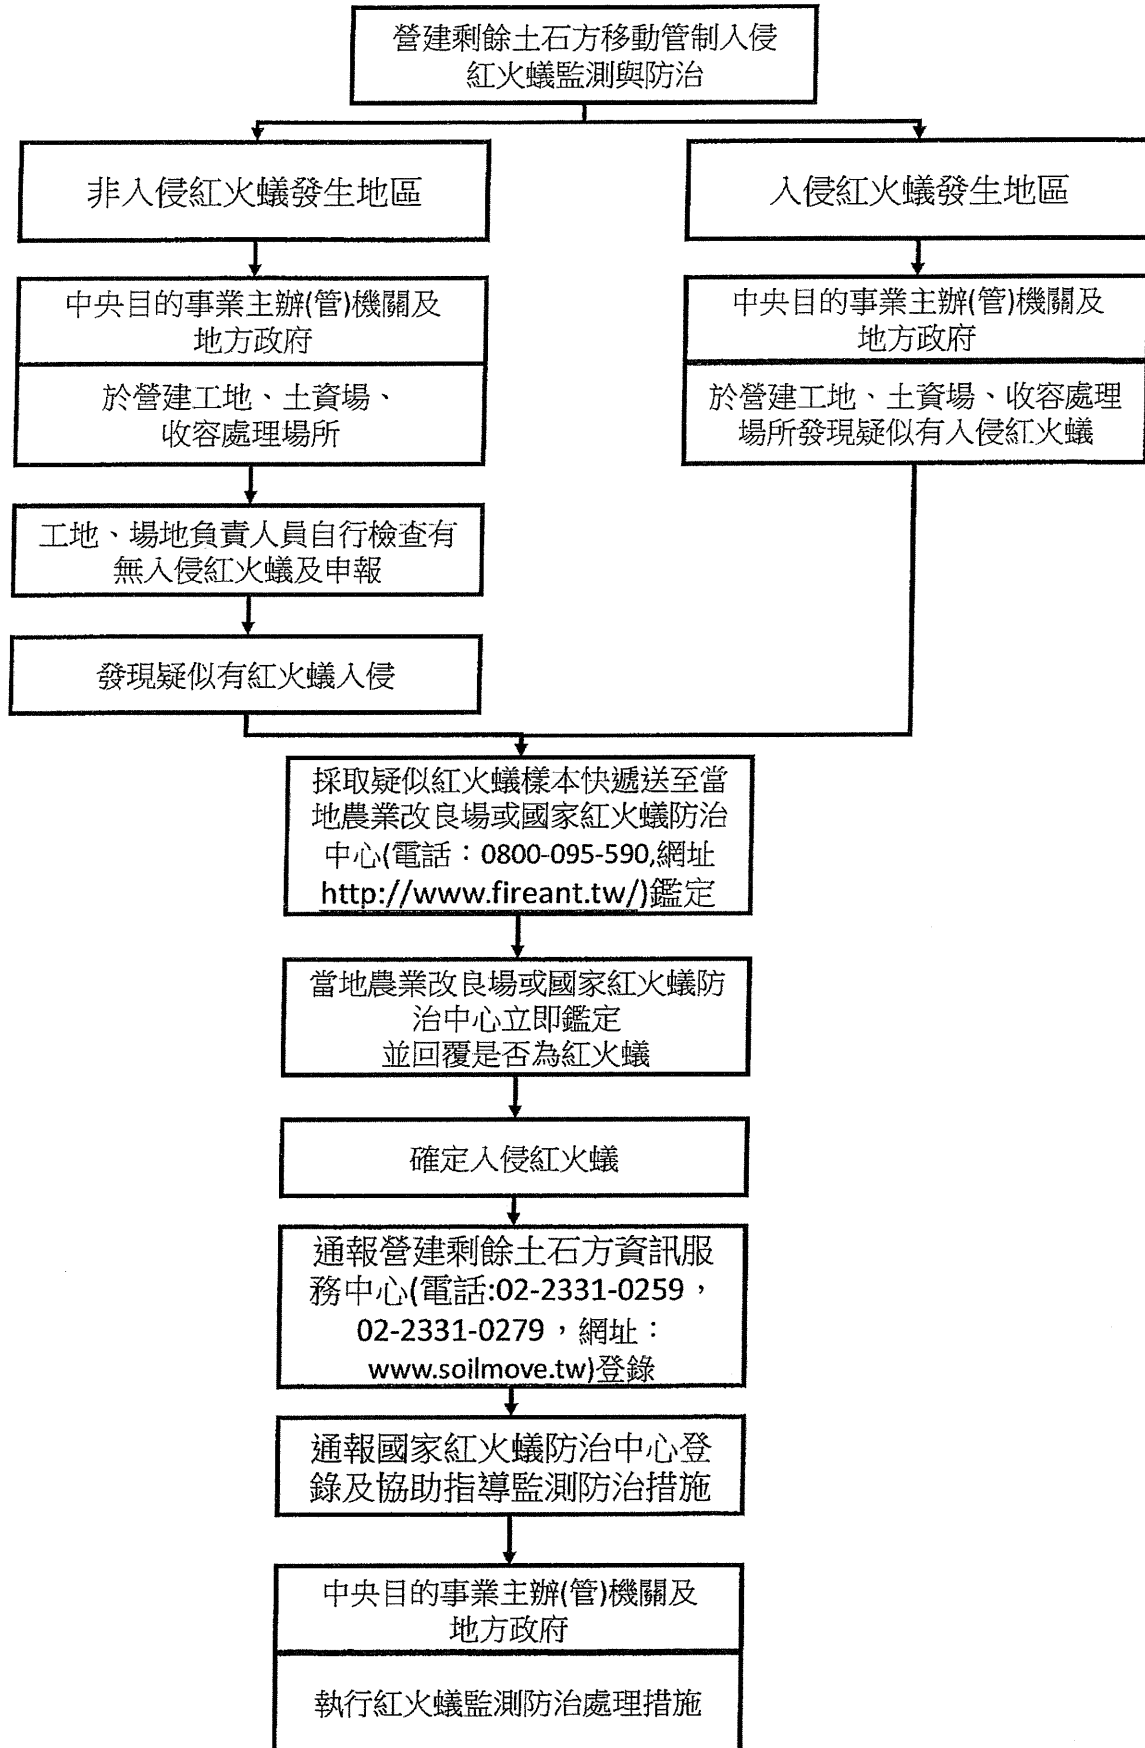 營建剩餘土石方移動管制入侵
紅火蟻監測與防治
非入侵紅火蟻發生地區
中央目的事業主辦(管)機關及
地方政府
於營建工地、土資場、
收容處理場所
工地、場地負責人員自行檢查有
無入侵紅火蟻及申報
發現疑似有紅火蟻入侵
入侵紅火蟻發生地區
中央目的事業主辦(管)機關及
地方政府
於營建工地、土資場、收容處理
場所發現疑似有入侵紅火蟻
採取疑似紅火蟻樣本快遞送至當
地農業改良場或國家紅火蟻防治
中心(電話：0800-095-590,網址
http://www.fireant.tw/)鑑定
當地農業改良場或國家紅火蟻防
治中心立即鑑定
並回覆是否為紅火蟻
確定入侵紅火蟻
通報營建剩餘土石方資訊服
務中心(電話:02-2331-0259，
02-2331-0279，網址：
www.soilmove.tw)登錄
通報國家紅火蟻防治中心登
錄及協助指導監測防治措施
中央目的事業主辦(管)機關及
地方政府
執行紅火蟻監測防治處理措施